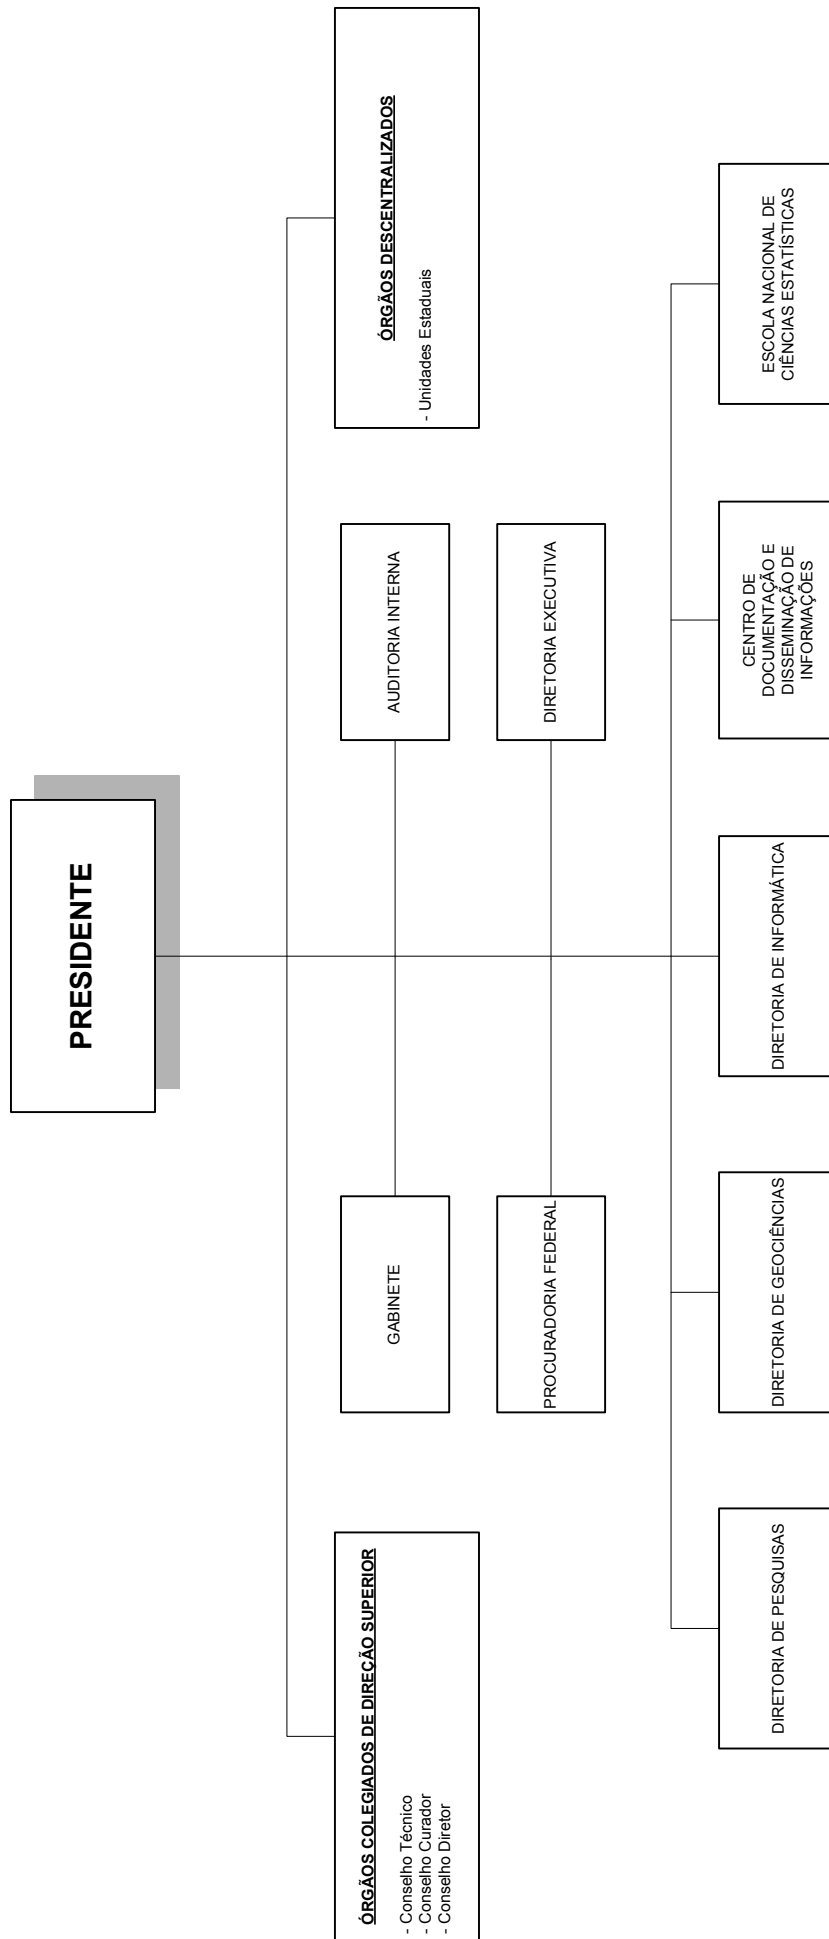 PRESIDENTE
ÓRGÃOS COLEGIADOS DE DIREÇÃO SUPERIOR
- Conselho Técnico
- Conselho Curador
- Conselho Diretor
GABINETE
AUDITORIA INTERNA
ÓRGÃOS DESCENTRALIZADOS
- Unidades Estaduais
PROCURADORIA FEDERAL
DIRETORIA EXECUTIVA
DIRETORIA DE PESQUISAS
DIRETORIA DE GEOCIÊNCIAS
DIRETORIA DE INFORMÁTICA
CENTRO DE
DOCUMENTAÇÃO E
DISSEMINAÇÃO DE
INFORMAÇÕES
ESCOLA NACIONAL DE
CIÊNCIAS ESTATÍSTICAS